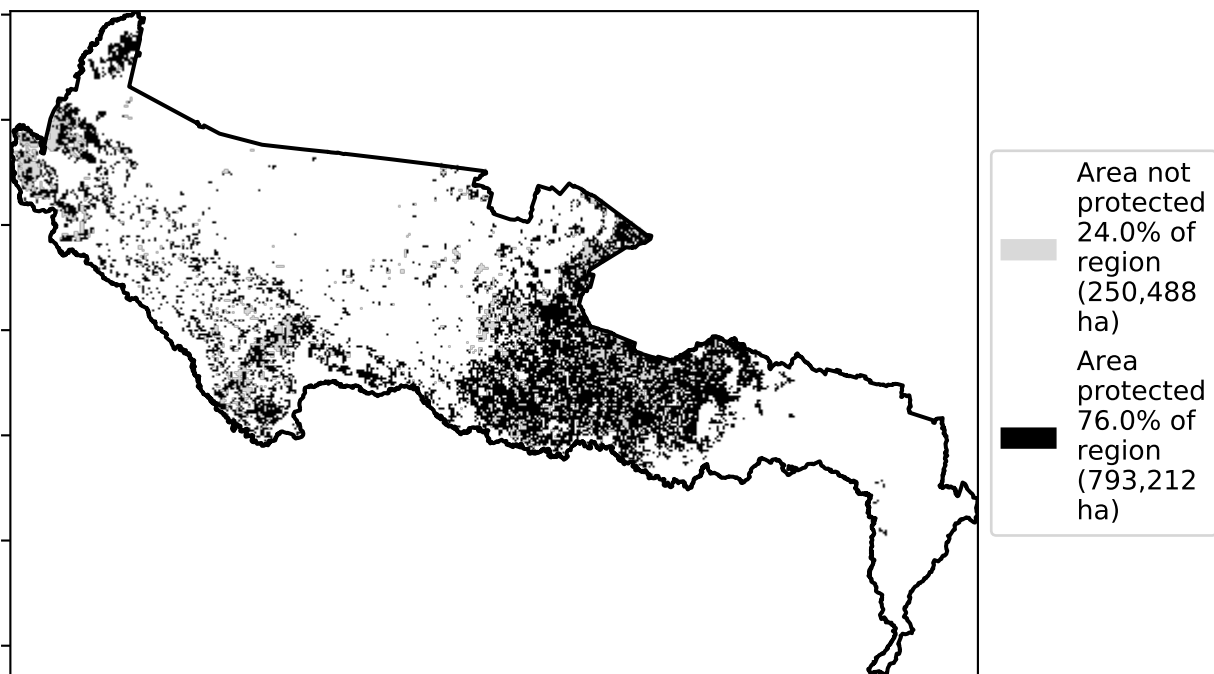 Area not
protected
24.0% of
region
(250,488
ha)
Area
protected
76.0% of
region
(793,212
ha)